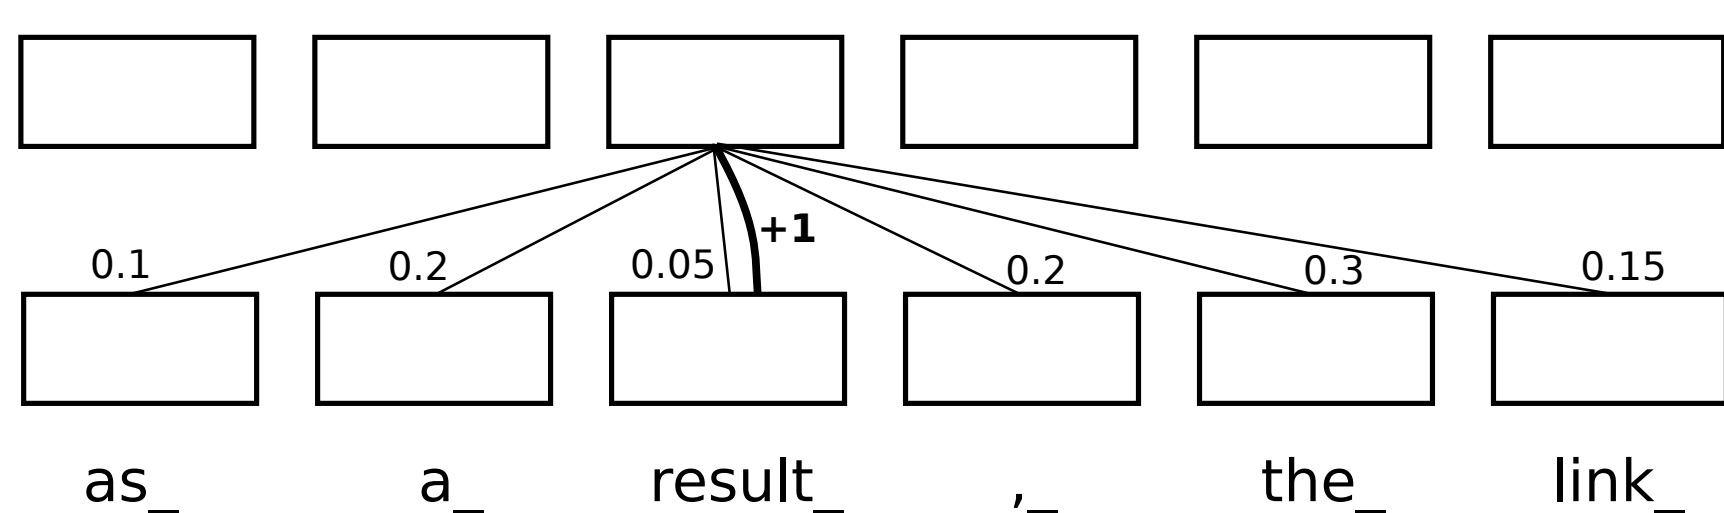 +1
0.1 0.2 0.05 0.2 0.3 0.15
as_ a_ result_ ,_ the_ link_